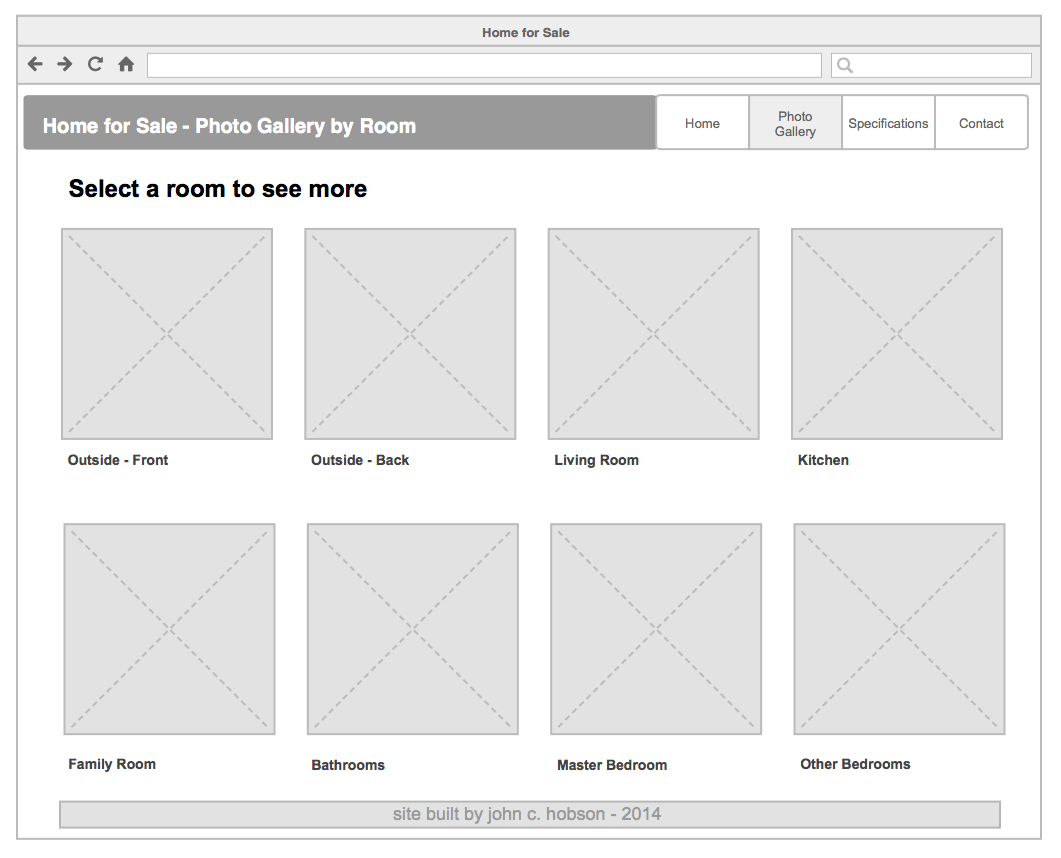 Home for Sale
Home for Sale - Photo Gallery by Room
Home
Photo
Gallery
Specifications
Contact
Select a room to see more
Outside - Front
Outside - Back
Living Room
Kitchen
Family Room
Bathrooms
Master Bedroom
Other Bedrooms
site built by john c. hobson - 2014